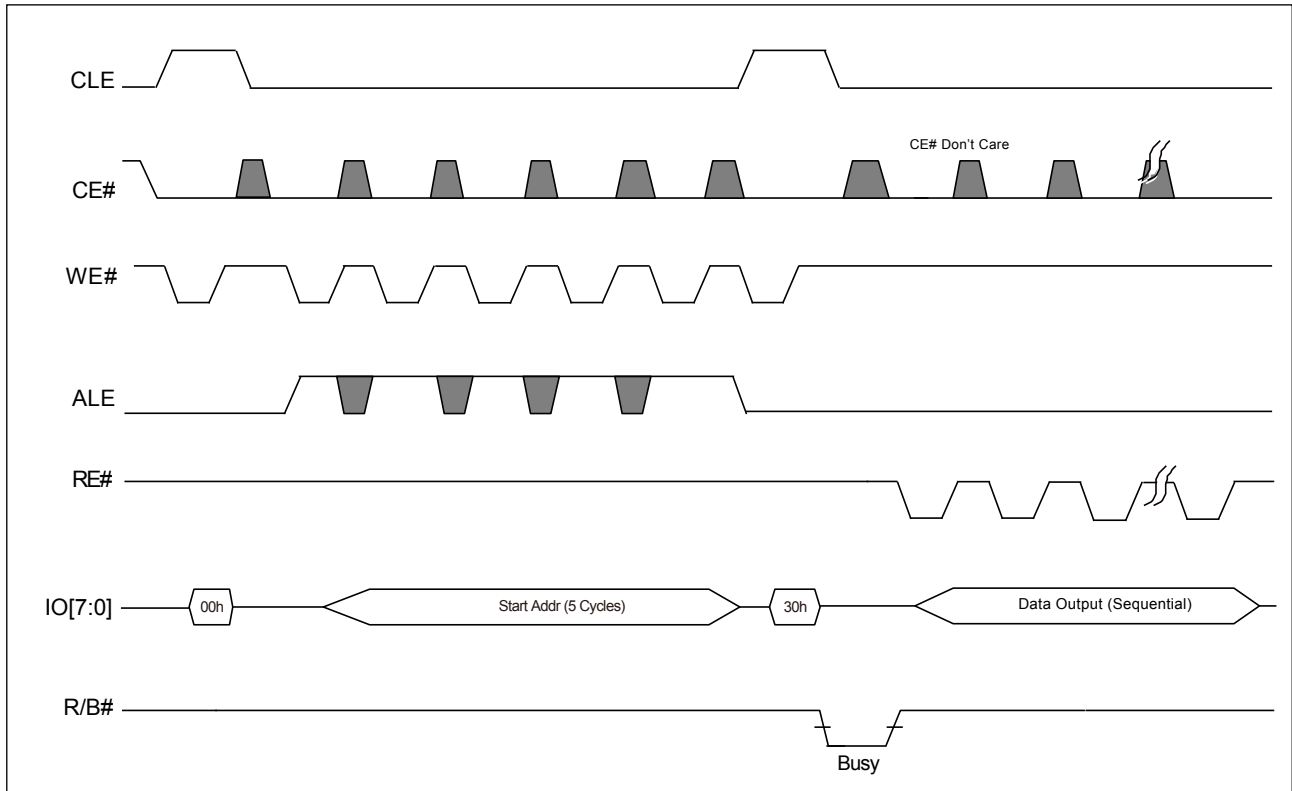 CLE
CE# Don't Care
CE#
WE#
ALE
RE#
IO[7:0] 00h Start Addr (5 Cycles) 30h Data Output (Sequential)
R/B#
Busy